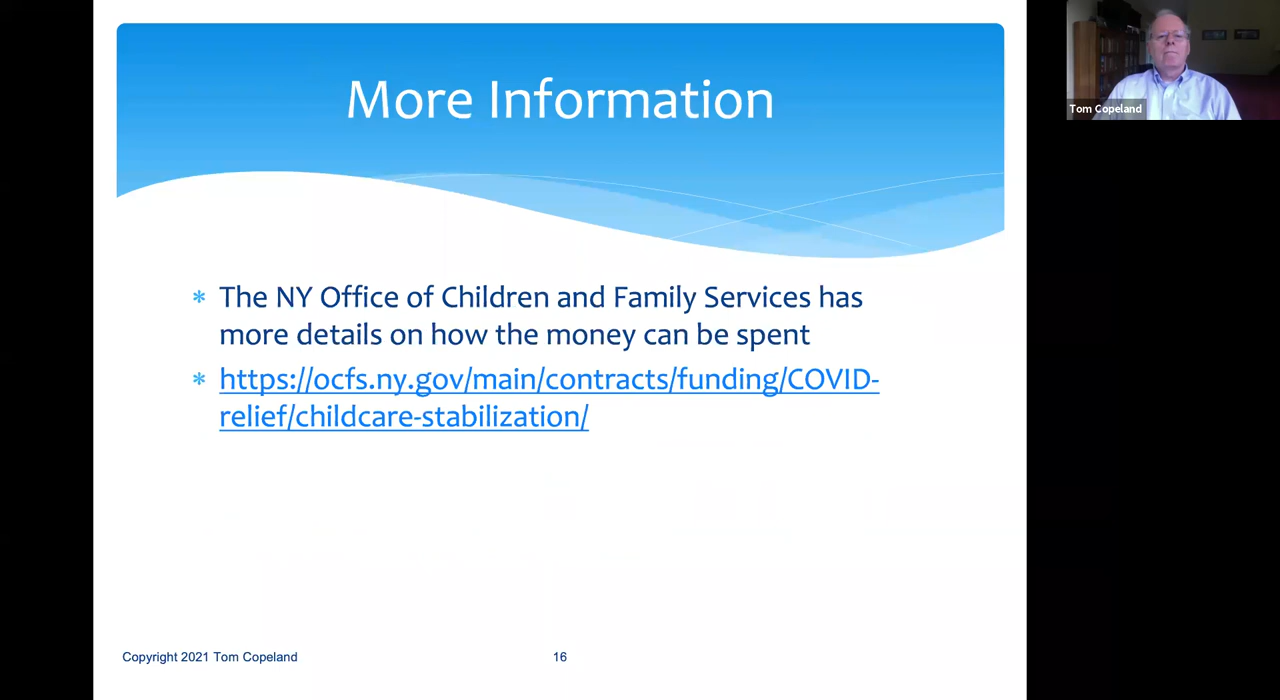 More Information
Tom Copeland
* The NY Office of Children and Family Services has
more details on how the money can be spent
* https://ocfs.ny.gov/main/contracts/funding/COVID-
relief/childcare-stabilization/
Copyright 2021 Tom Copeland
16